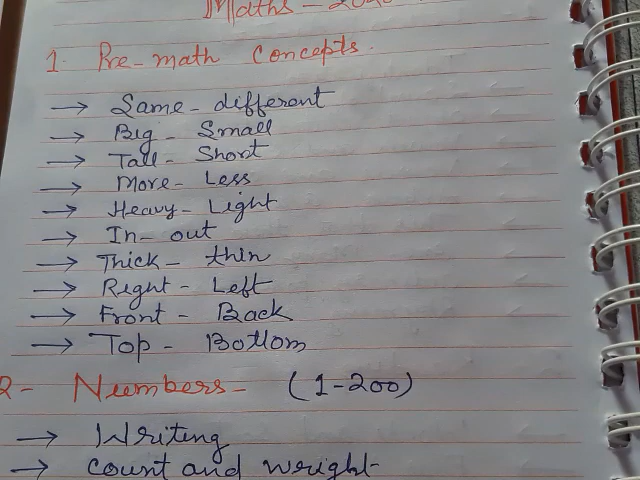 Maths -
1. Pre-math Concepts.
→ Same - different
→ Big - Small
→ Tall - Short
→ More - Less
→ Heavy - Light
→ In - out
→ Thick - thin
→ Right - Left
→ Front - Back
→ Top - Bottom
2 - Numbers - (1-200)
→ Writing
→ Count and wright